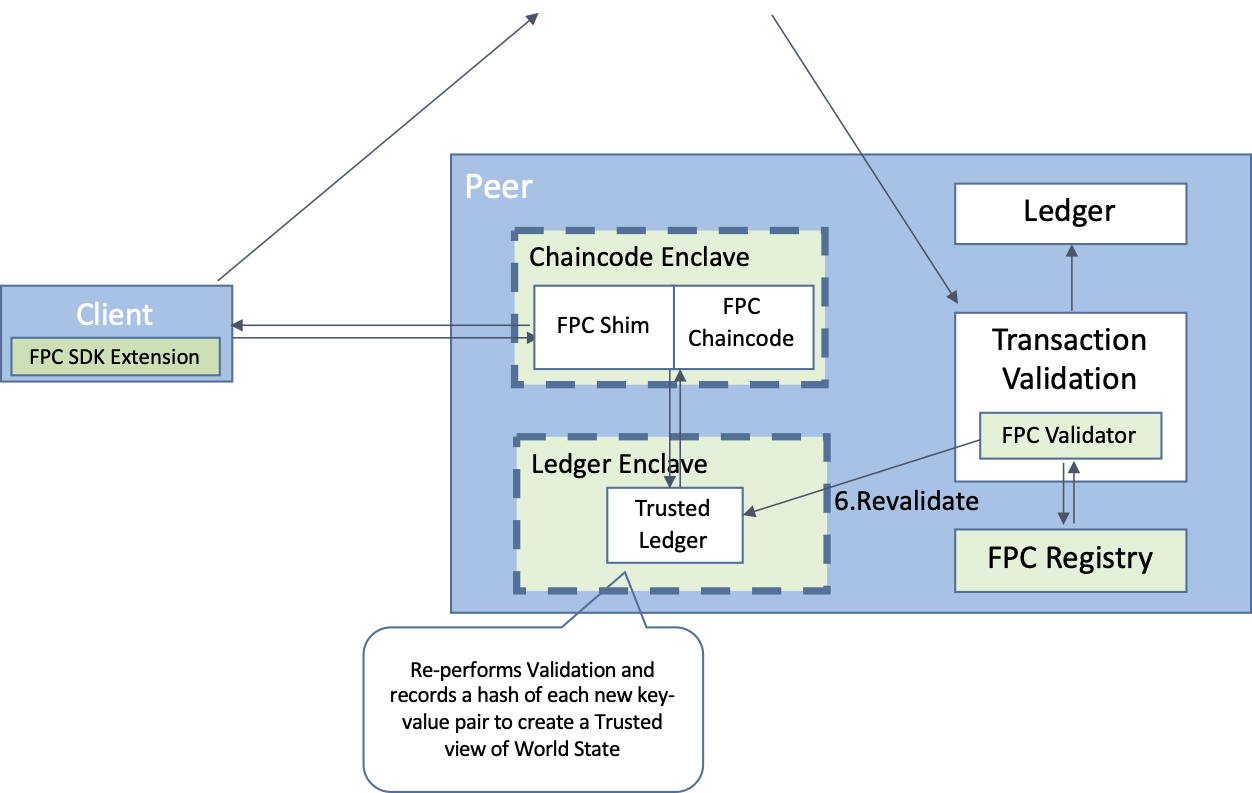 Peer
Ledger
Chaincode Enclave
FPC Shim
FPC
Chaincode
Client
FPC SDK Extension
Transaction
Validation
FPC Validator
Ledger Enclave
6.Revalidate
Trusted
Ledger
FPC Registry
Re-performs Validation and
records a hash of each new key-
value pair to create a Trusted
view of World State